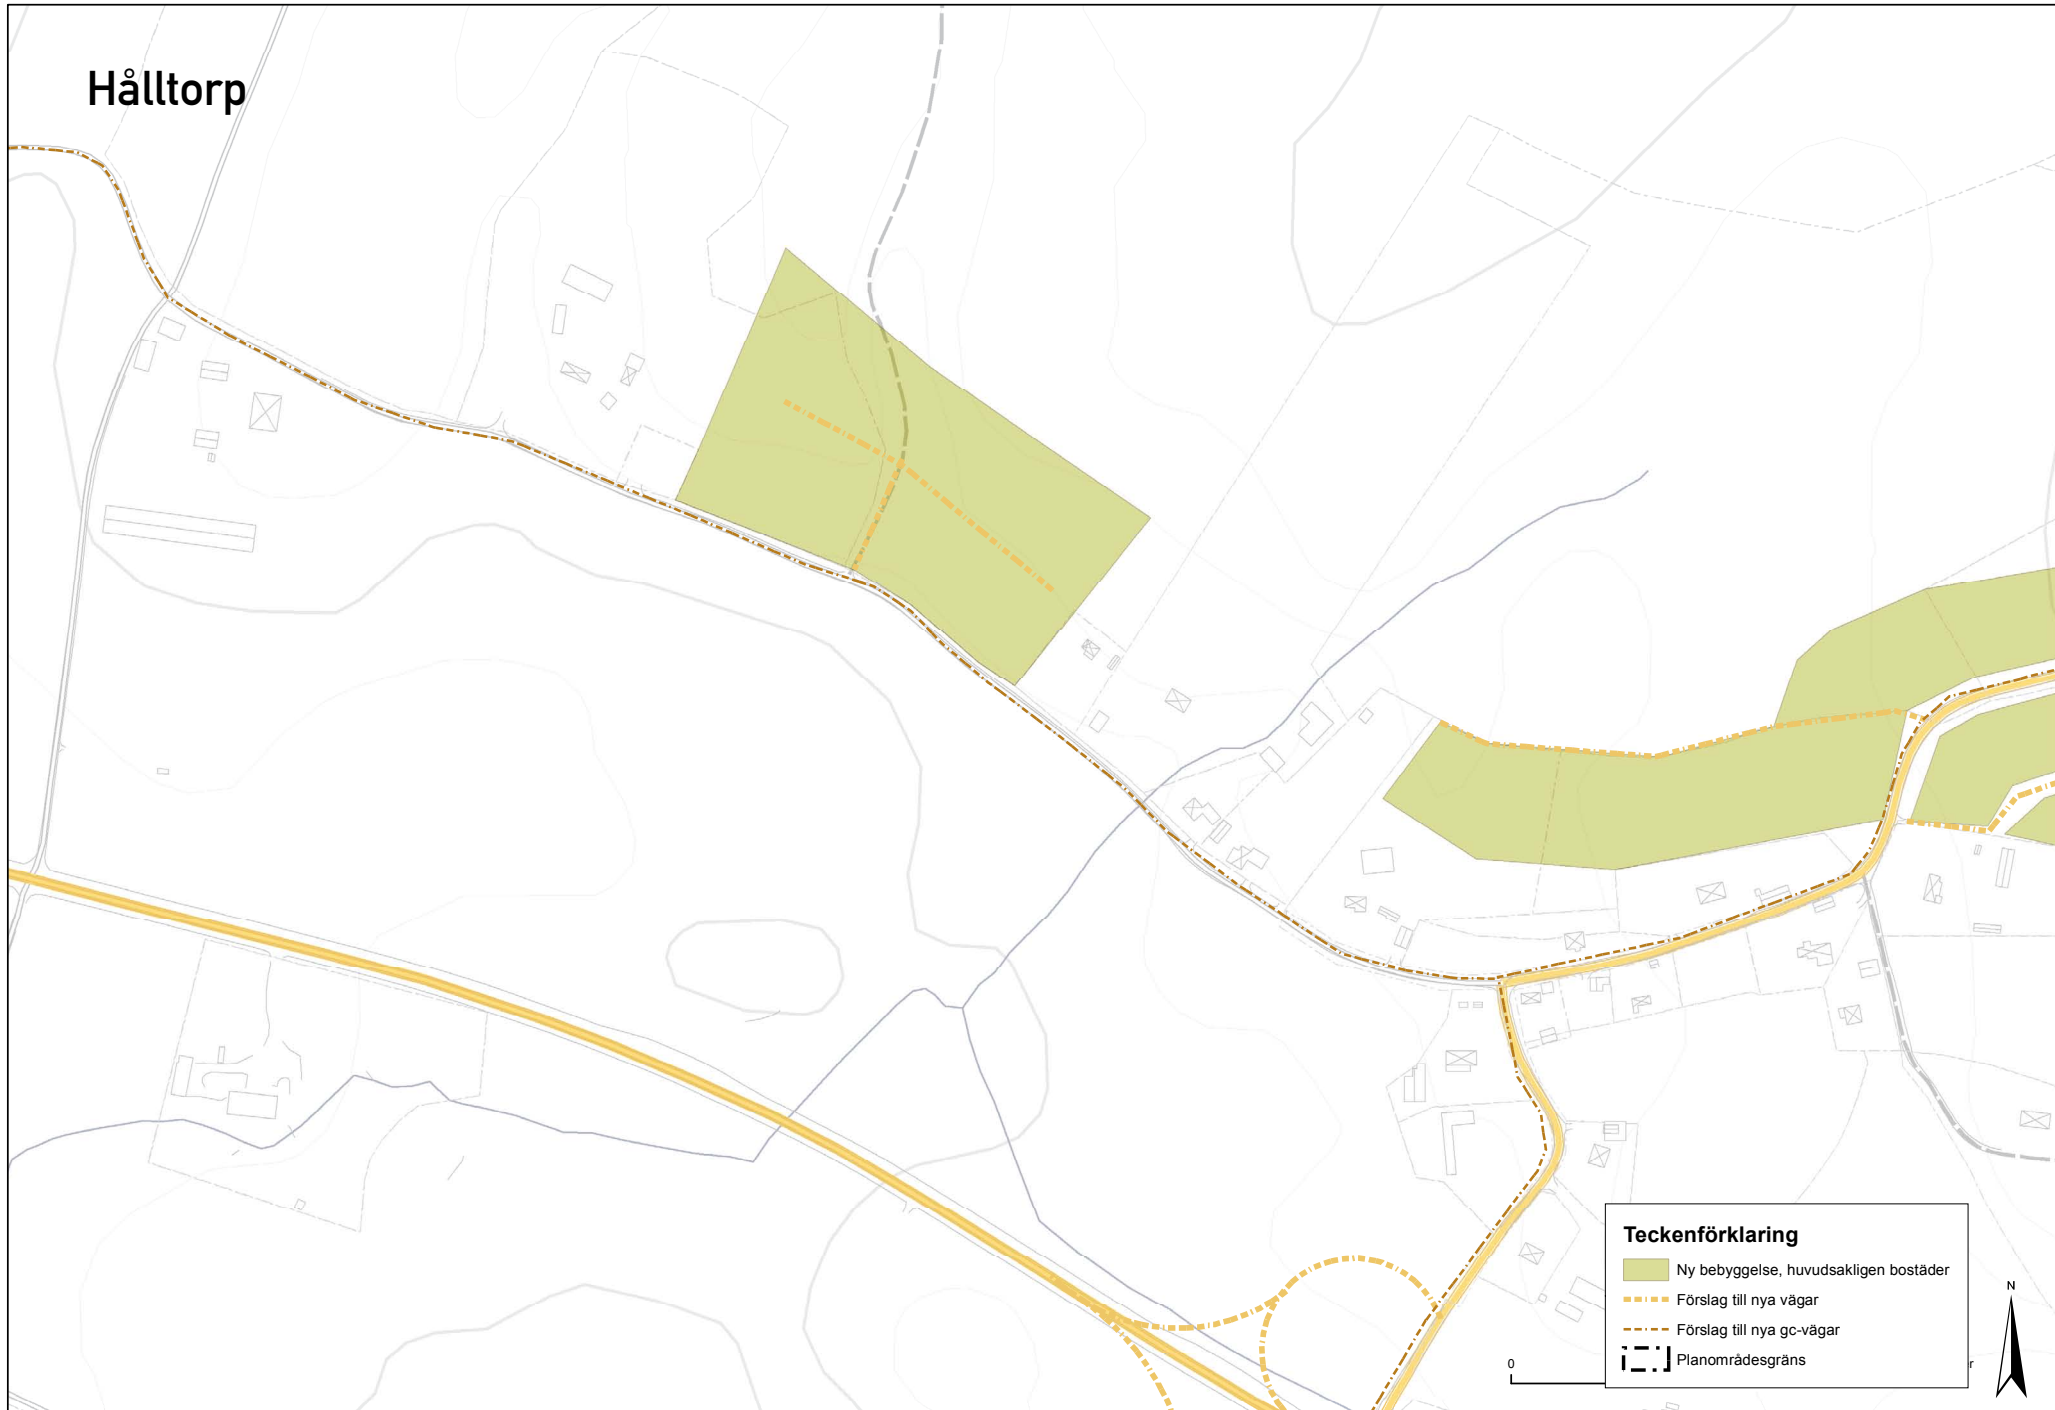 Hålltorp
Teckenförklaring
Ny bebyggelse, huvudsakligen bostäder
Förslag till nya vägar
Förslag till nya gc-vägar
Planområdesgräns
0
r
N